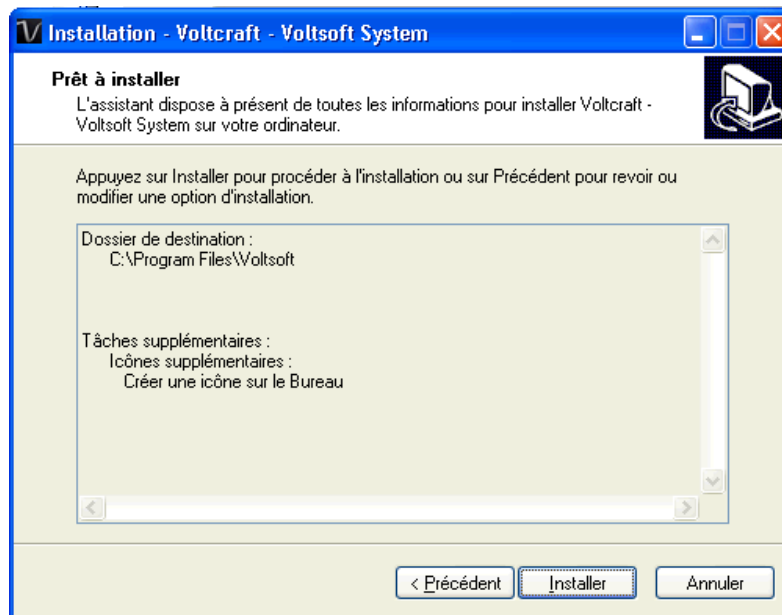 Installation - Voltcraft - Voltsoft System
Prêt à installer
L'assistant dispose à présent de toutes les informations pour installer Voltcraft -
Voltsoft System sur votre ordinateur.
Appuyez sur Installer pour procéder à l'installation ou sur Précédent pour revoir ou
modifier une option d'installation.
Dossier de destination :
C:\Program Files\Voltsoft
Tâches supplémentaires :
Icônes supplémentaires :
Créer une icône sur le Bureau
< Précédent
Installer
Annuler